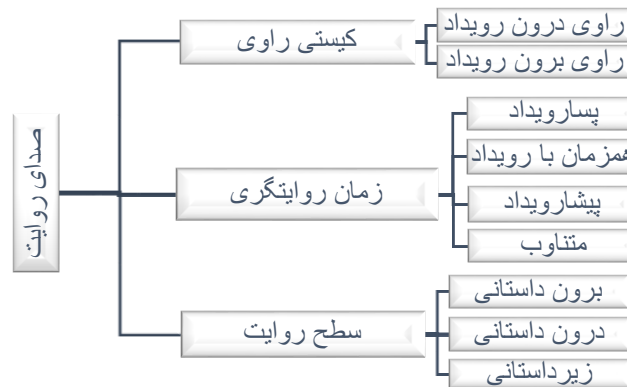 صدای روایت
کیستی راوی
راوی درون رویداد
راوی برون رویداد
زمان روایتگری
پسارویداد
همزمان با رویداد
پیشارویداد
متناوب
سطح روایت
برون داستانی
درون داستانی
زیرداستانی